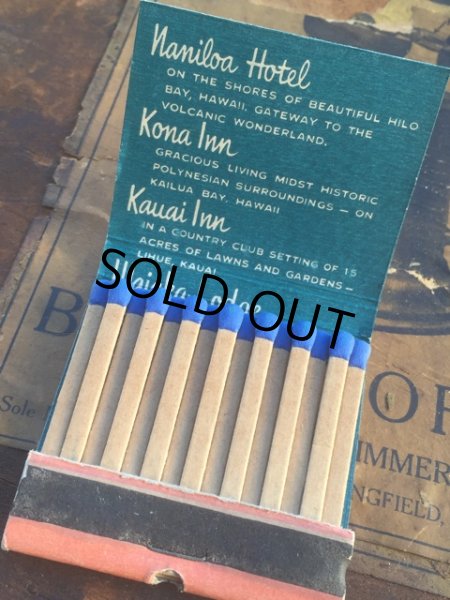 Naniloa Hotel
ON THE SHORES OF BEAUTIFUL HILO
BAY, HAWAII. GATEWAY TO THE
VOLCANIC WONDERLAND.
Kona Inn
GRACIOUS LIVING MIDST HISTORIC
POLYNESIAN SURROUNDINGS — ON
KAILUA BAY, HAWAII
Kauai Inn
IN A COUNTRY CLUB SETTING OF 15
ACRES OF LAWNS AND GARDENS—
LIHUE, KAUAI
SOLD OUT
Sole